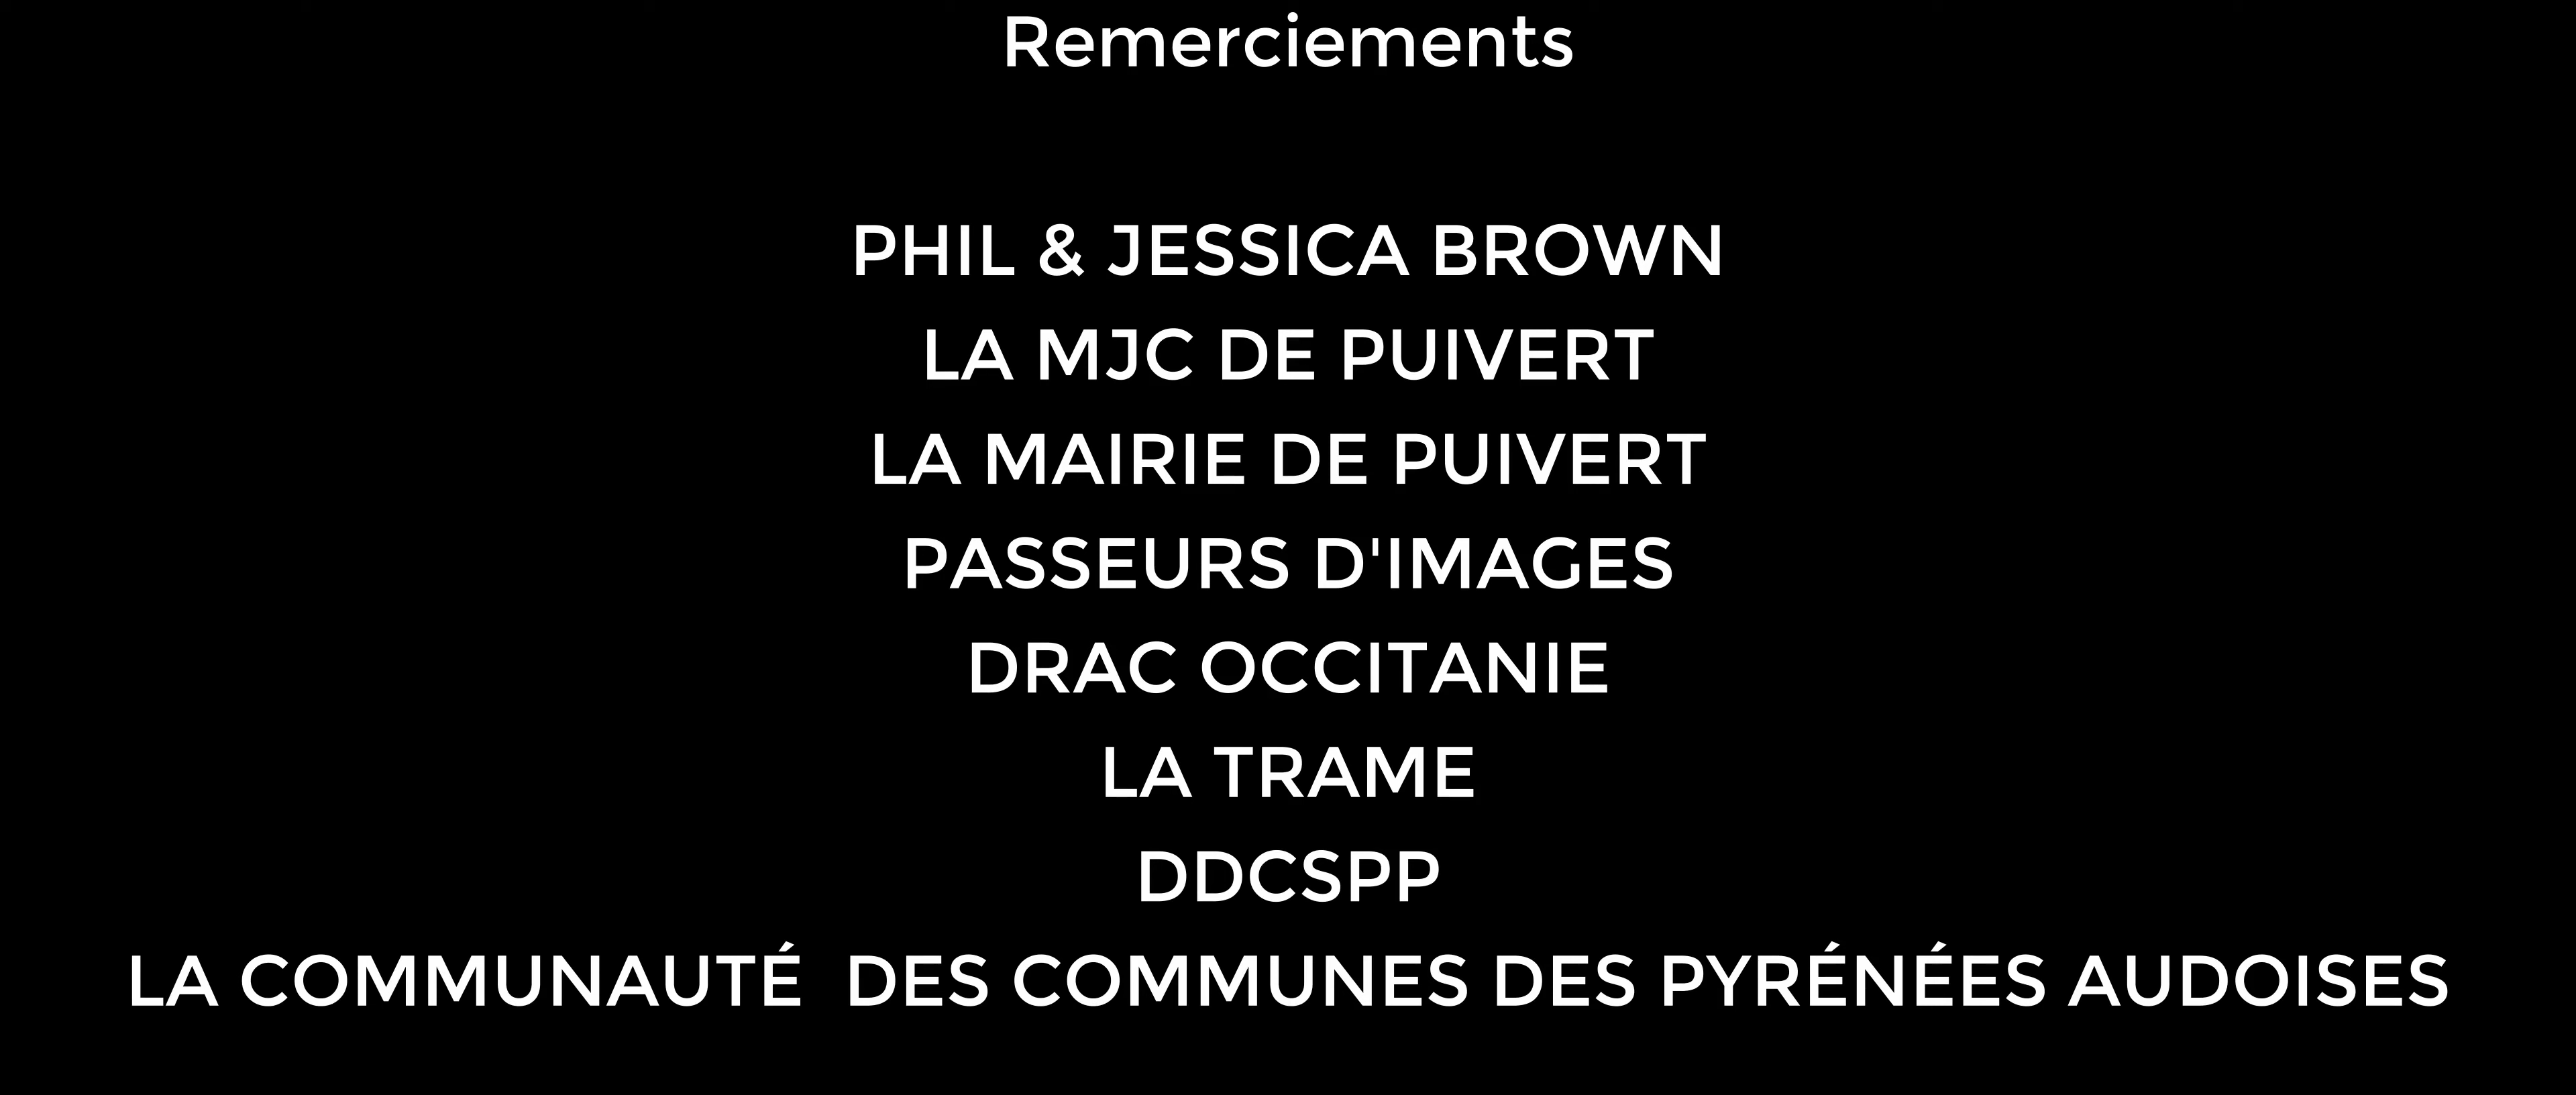 Remerciements
PHIL & JESSICA BROWN
LA MJC DE PUIVERT
LA MAIRIE DE PUIVERT
PASSEURS D'IMAGES
DRAC OCCITANIE
LA TRAME
DDCSPP
LA COMMUNAUTÉ  DES COMMUNES DES PYRÉNÉES AUDOISES